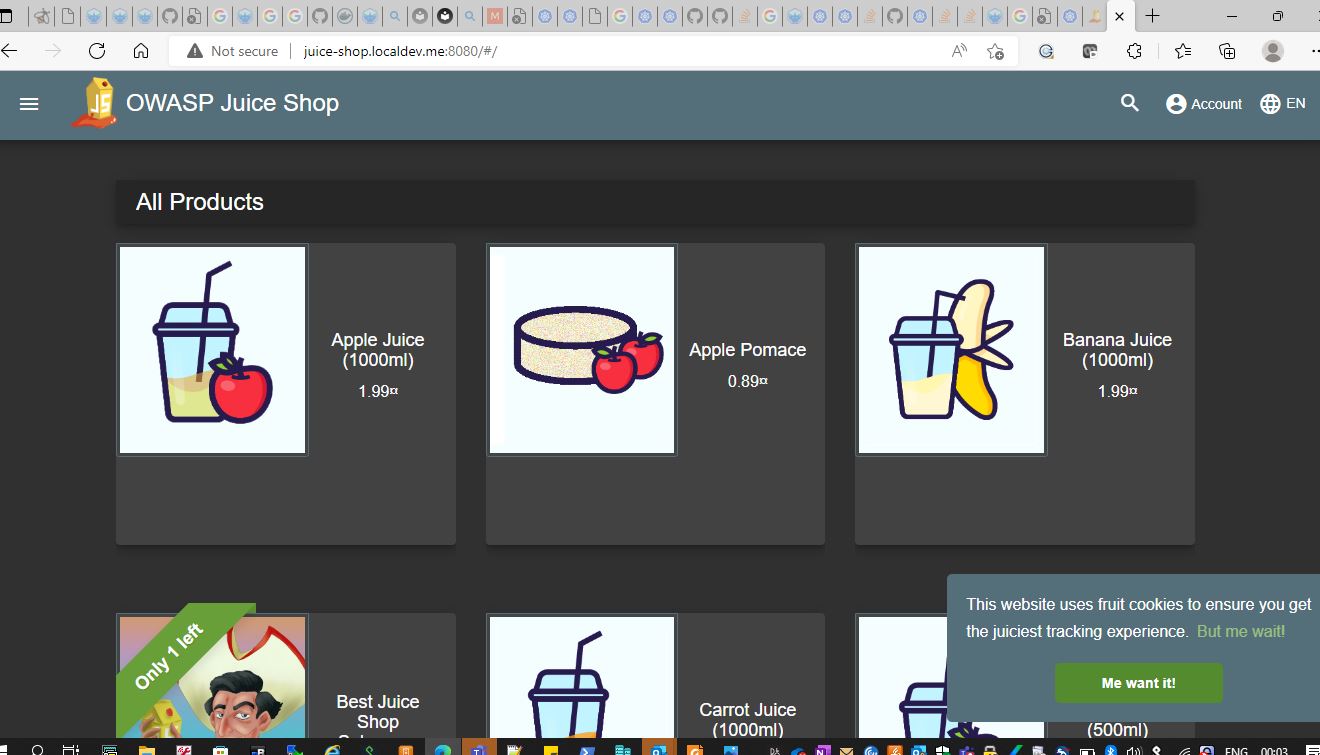 Not secure | juice-shop.localdev.me:8080/#/
OWASP Juice Shop
Account
EN
All Products
Apple Juice
(1000ml)
1.99¤
Apple Pomace
0.89¤
Banana Juice
(1000ml)
1.99¤
Only 1 left
Best Juice
Shop
Carrot Juice
(1000ml)
(500ml)
This website uses fruit cookies to ensure you get
the juiciest tracking experience. But me wait!
Me want it!
ENG
00:03